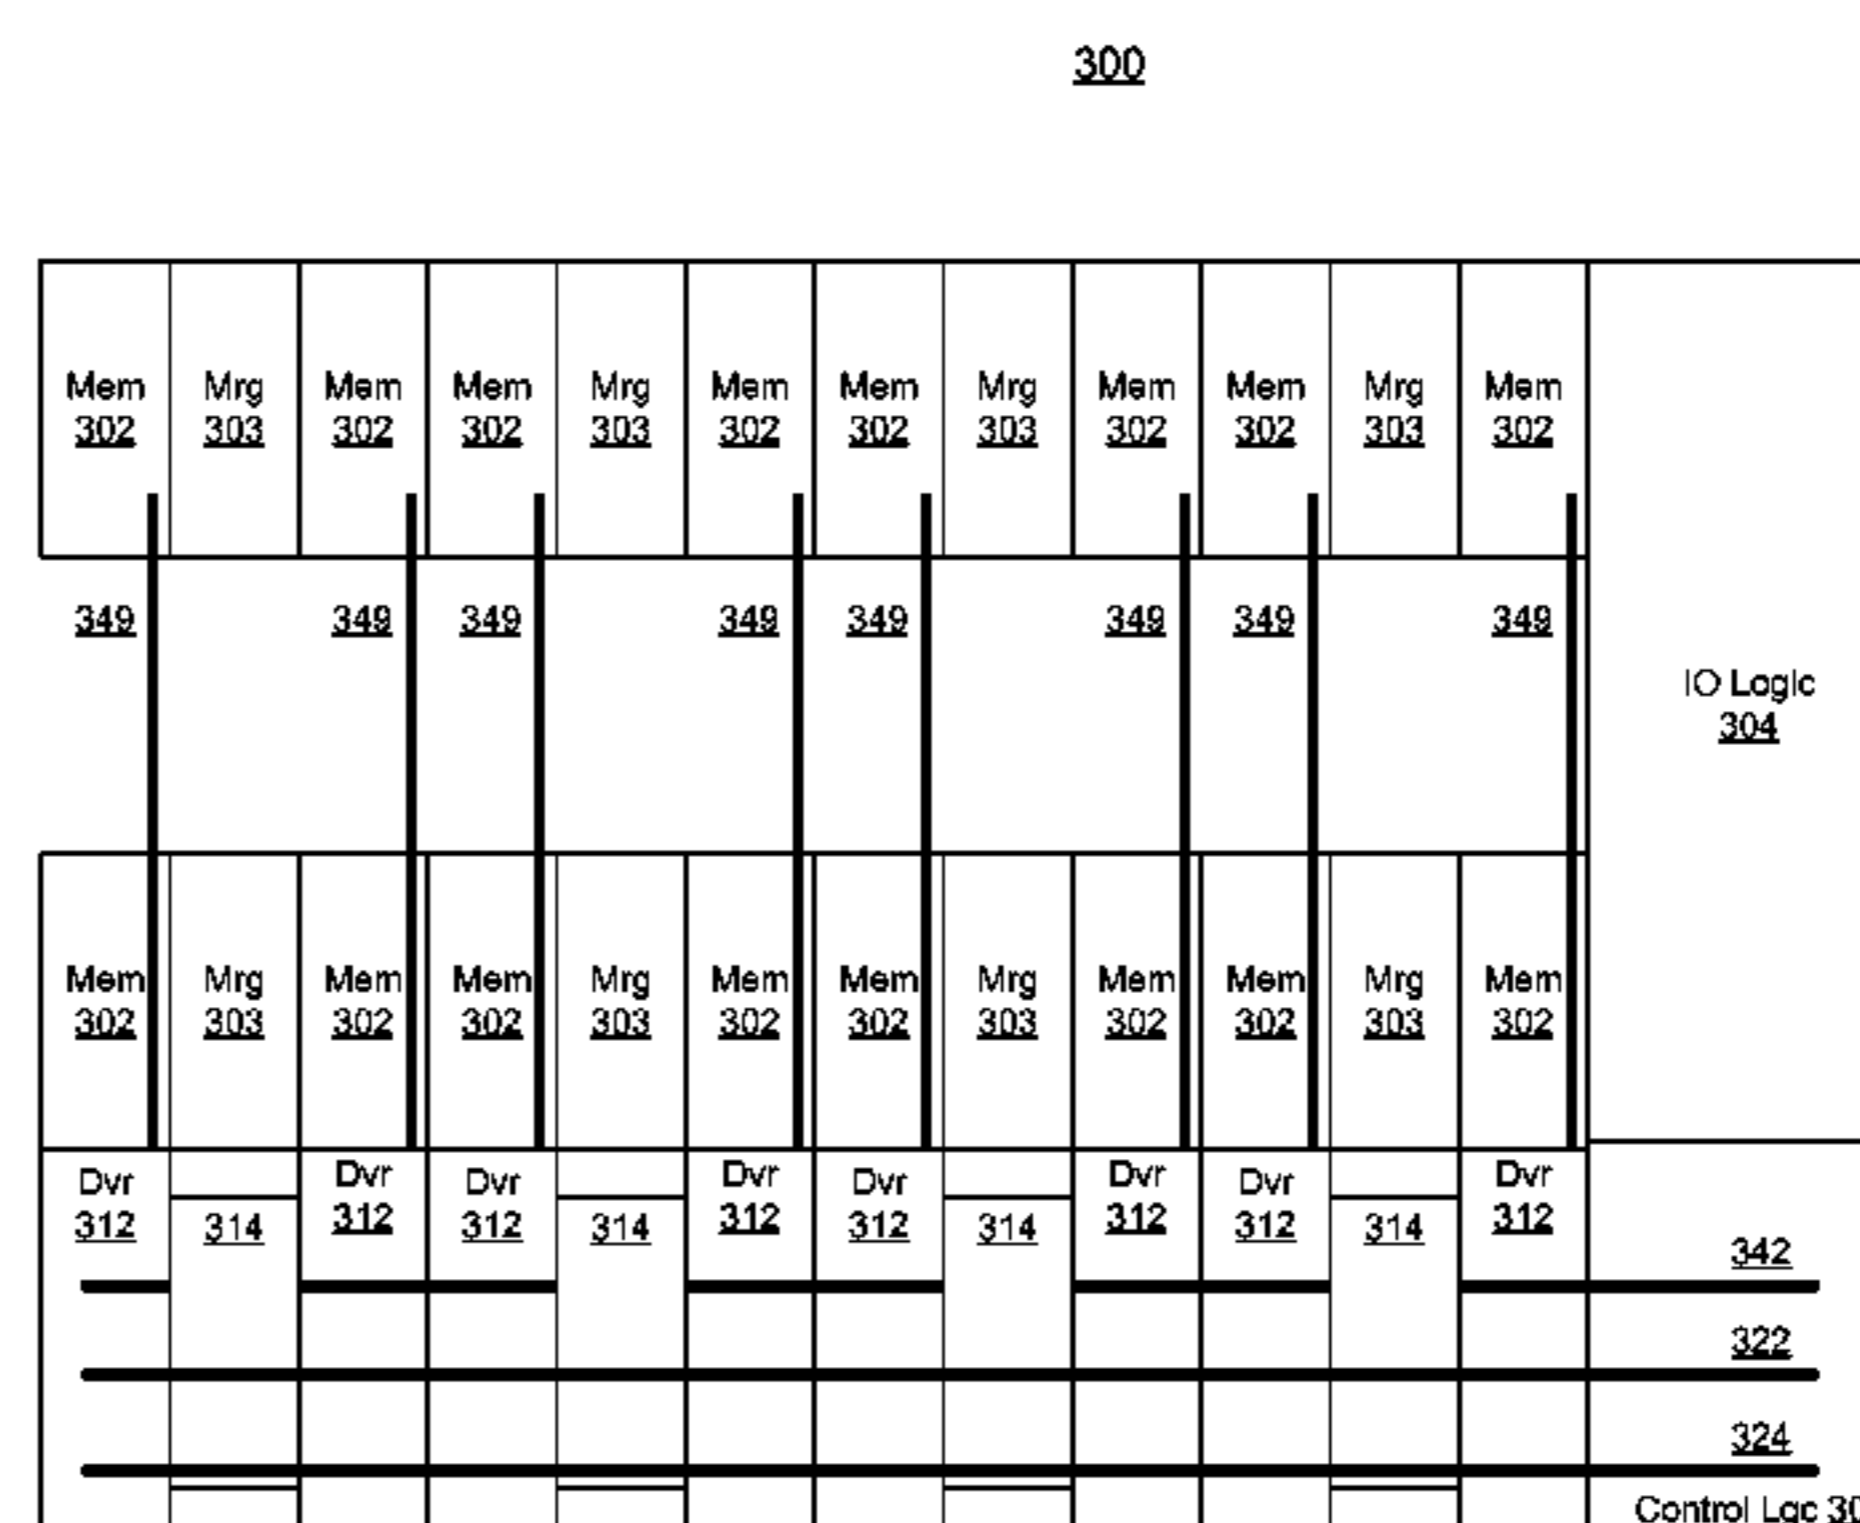 300
Mem Mrg Mem Mem Mrg Mem Mem Mrg Mem Mem Mrg Mem
302 303 302 302 303 302 302 303 302 302 303 302
349 349 349 349 349 349 349 349
IO Logic
304
Mem Mrg Mem Mem Mrg Mem Mem Mrg Mem Mem Mrg Mem
302 303 302 302 303 302 302 303 302 302 303 302
Dvr Dvr Dvr Dvr Dvr Dvr Dvr Dvr
312 314 312 312 314 312 312 314 312 312 314 312
342
322
324
Control Lgc